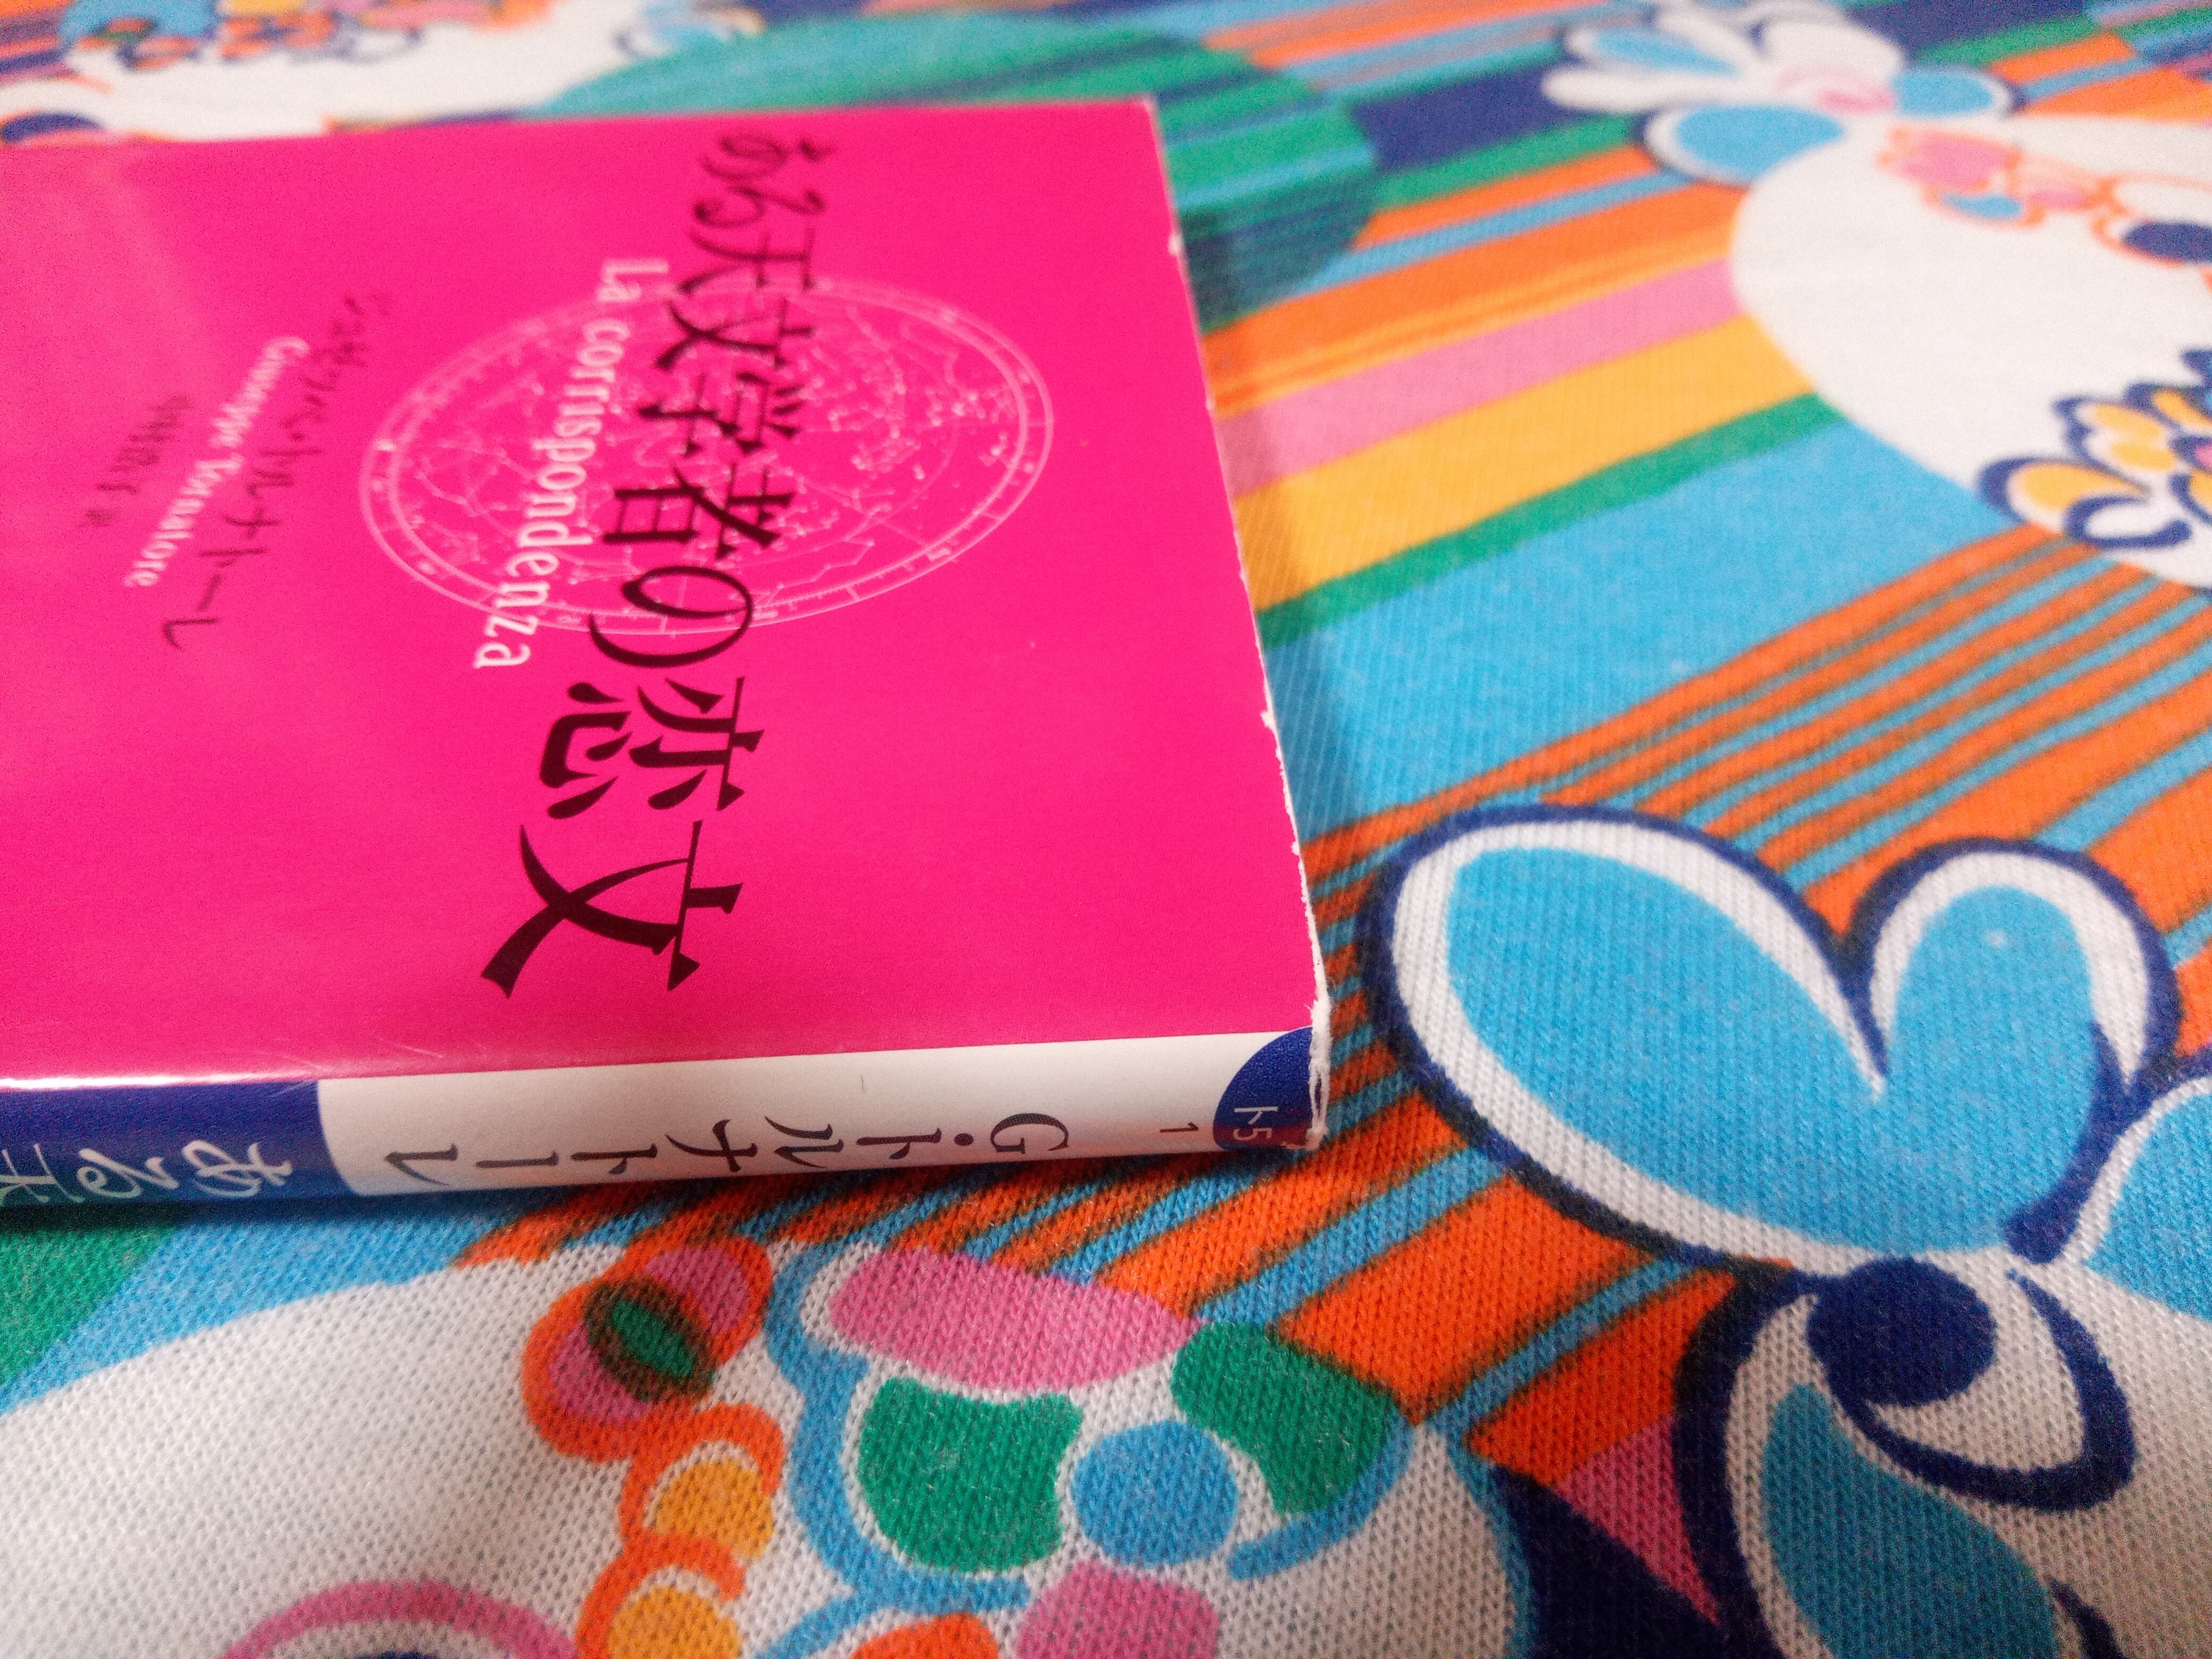 ある天文学者の恋文
La corrispondenza
ジュゼッペ・トルナトーレ
Giuseppe Tornatore
ト5
1
G・トルナトーレ
ある天